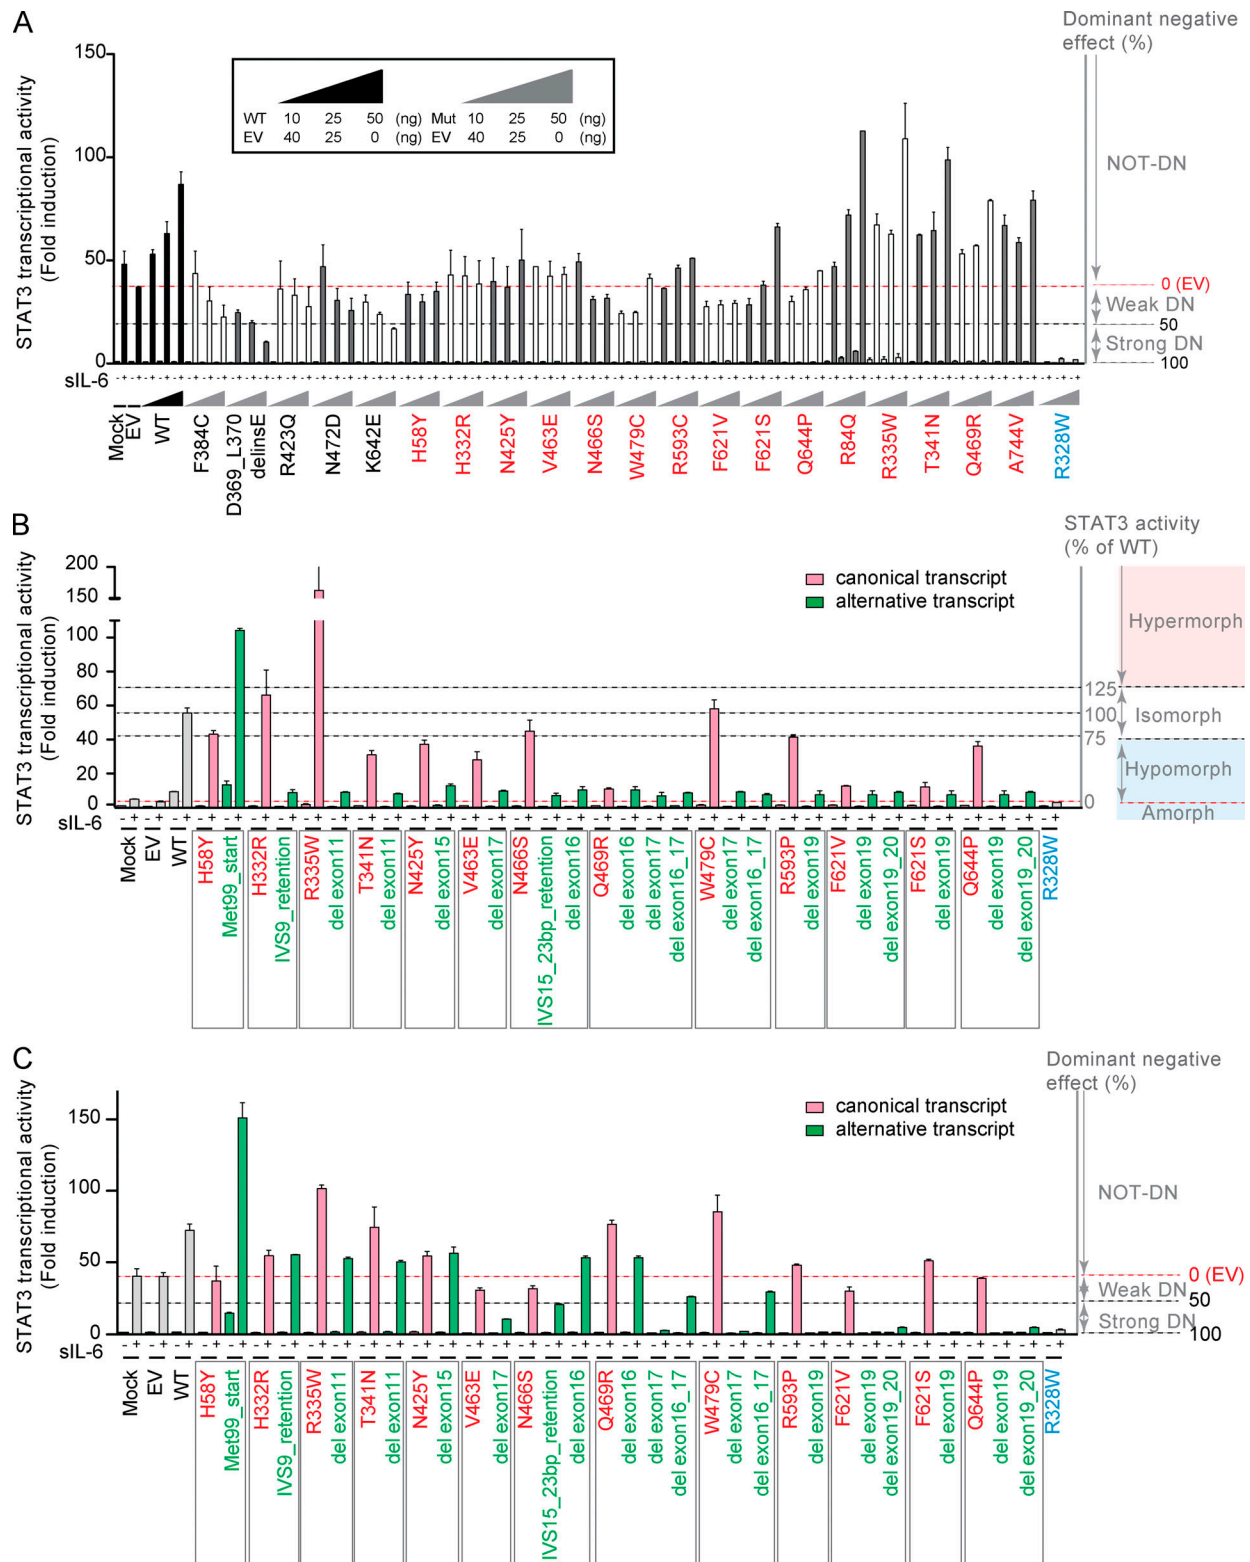 A
Dominant negative
effect (%)
STAT3 transcriptional activity
(Fold induction)
150
100
50
0
WT 10 25 50 (ng) Mut 10 25 50 (ng)
EV 40 25 0 (ng) EV 40 25 0 (ng)
NOT-DN
0 (EV)
Weak DN
50
Strong DN
100
sIL-6
Mock
EV
WT
F384C
D369_L370
delinsE
R423Q
N472D
K642E
H58Y
H332R
N425Y
V463E
N466S
W479C
R593C
F621V
F621S
Q644P
R84Q
R335W
T341N
Q469R
A744V
R328W
B
STAT3 activity
(% of WT)
STAT3 transcriptional activity
(Fold induction)
200
150
100
80
60
40
20
0
canonical transcript
alternative transcript
Hypermorph
125
Isomorph
100
75
Hypomorph
0
Amorph
sIL-6
Mock
EV
WT
H58Y
Met99_start
H332R
IVS9_retention
R335W
del exon11
T341N
del exon11
N425Y
del exon15
V463E
del exon17
N466S
IVS15_23bp_retention
del exon16
Q469R
del exon16
del exon17
del exon16_17
W479C
del exon17
del exon16_17
R593P
del exon19
F621V
del exon19
del exon19_20
F621S
del exon19
Q644P
del exon19
del exon19_20
R328W
C
Dominant negative
effect (%)
STAT3 transcriptional activity
(Fold induction)
150
100
50
0
canonical transcript
alternative transcript
NOT-DN
0 (EV)
Weak DN
50
Strong DN
100
sIL-6
Mock
EV
WT
H58Y
Met99_start
H332R
IVS9_retention
R335W
del exon11
T341N
del exon11
N425Y
del exon15
V463E
del exon17
N466S
IVS15_23bp_retention
del exon16
Q469R
del exon16
del exon17
del exon16_17
W479C
del exon17
del exon16_17
R593P
del exon19
F621V
del exon19
del exon19_20
F621S
del exon19
Q644P
del exon19
del exon19_20
R328W